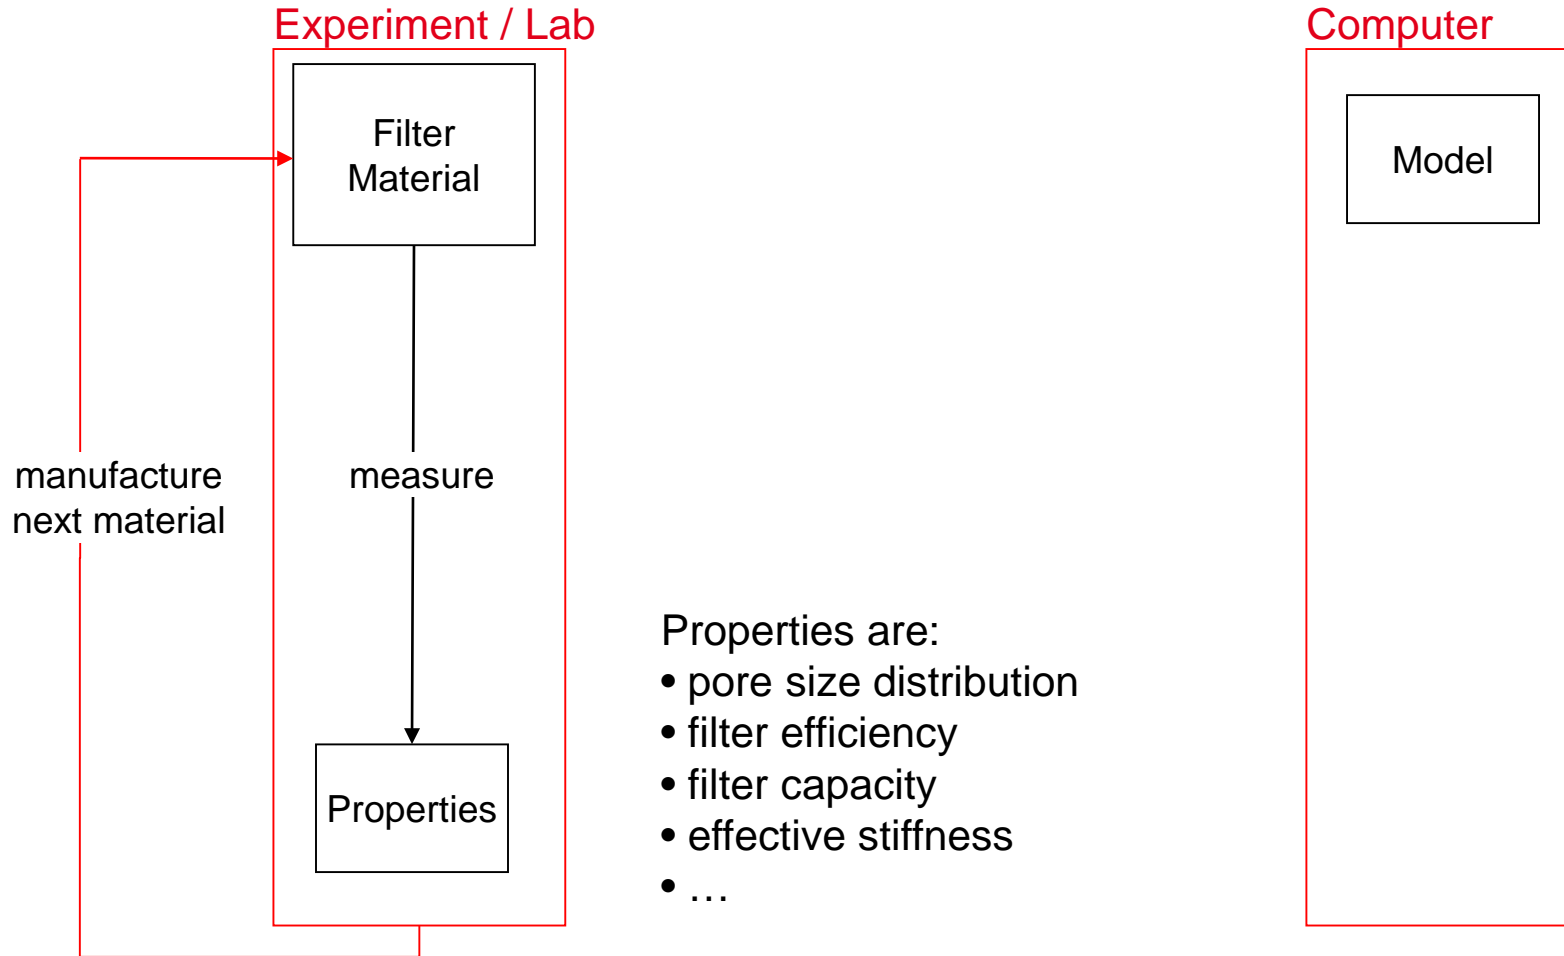 Experiment / Lab
Computer
Filter
Material
Model
manufacture
next material
measure
Properties are:
• pore size distribution
• filter efficiency
• filter capacity
• effective stiffness
• …
Properties